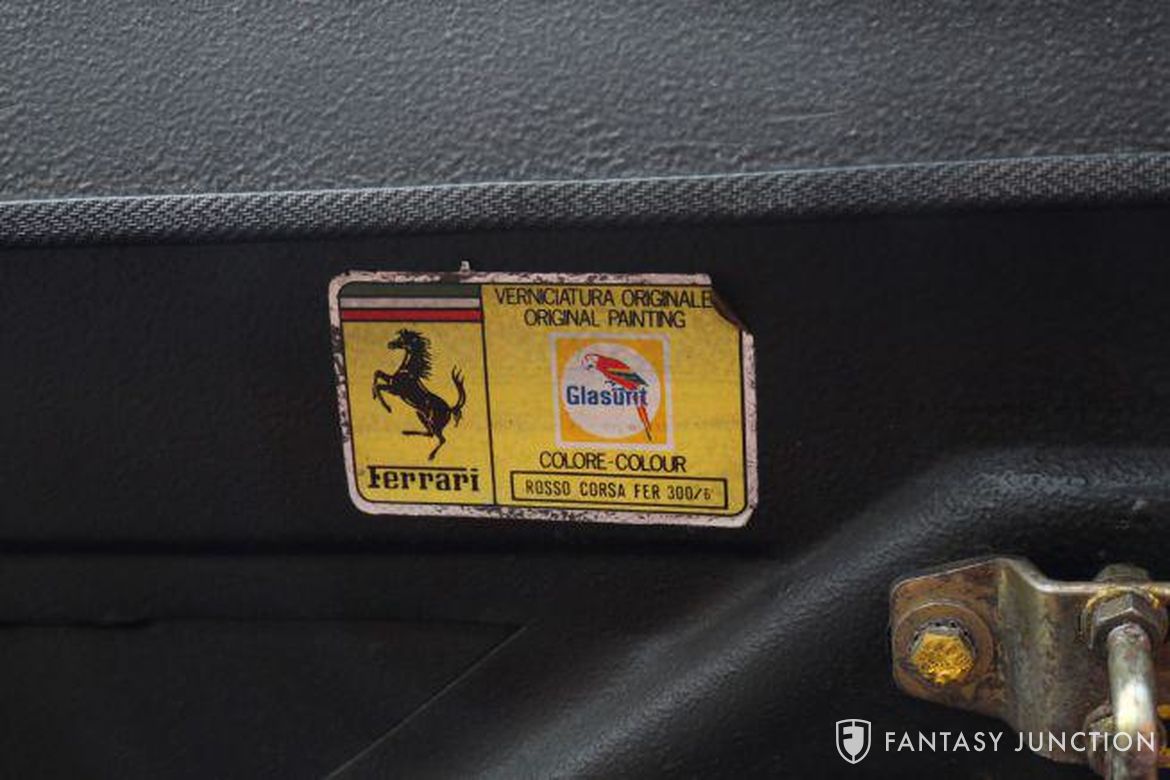 VERNICIATURA ORIGINALE
ORIGINAL PAINTING
Glasurit
COLORE-COLOUR
ROSSO CORSA FER 300/6
Ferrari
FANTASY JUNCTION